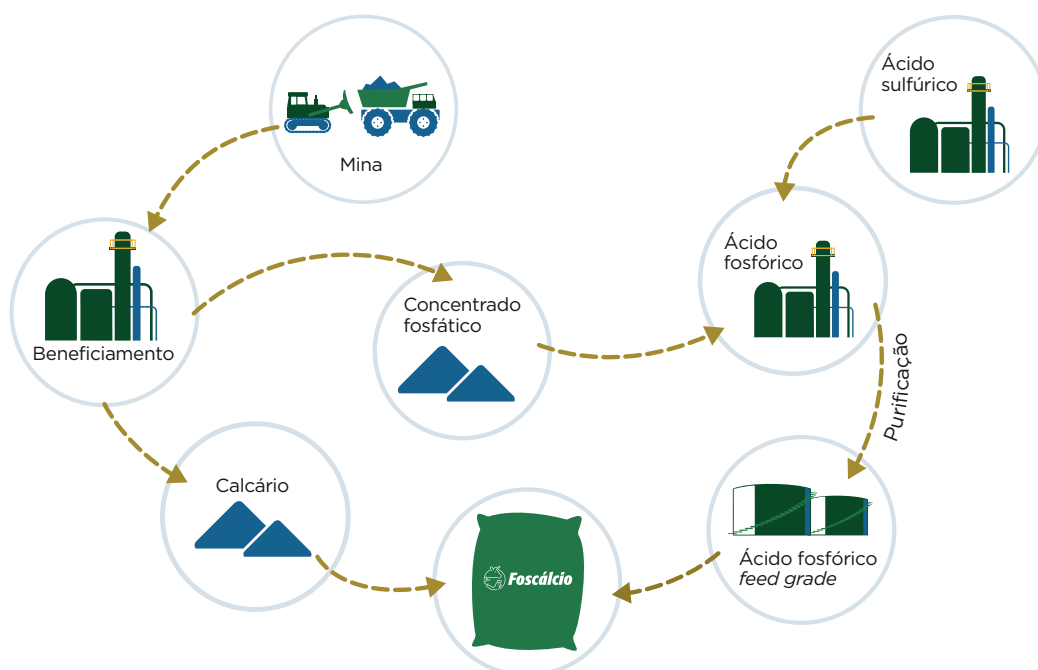 Mina
Ácido
sulfúrico
Beneficiamento
Concentrado
fosfático
Ácido
fosfórico
Purificação
Calcário
Foscálcio
Ácido fosfórico
feed grade